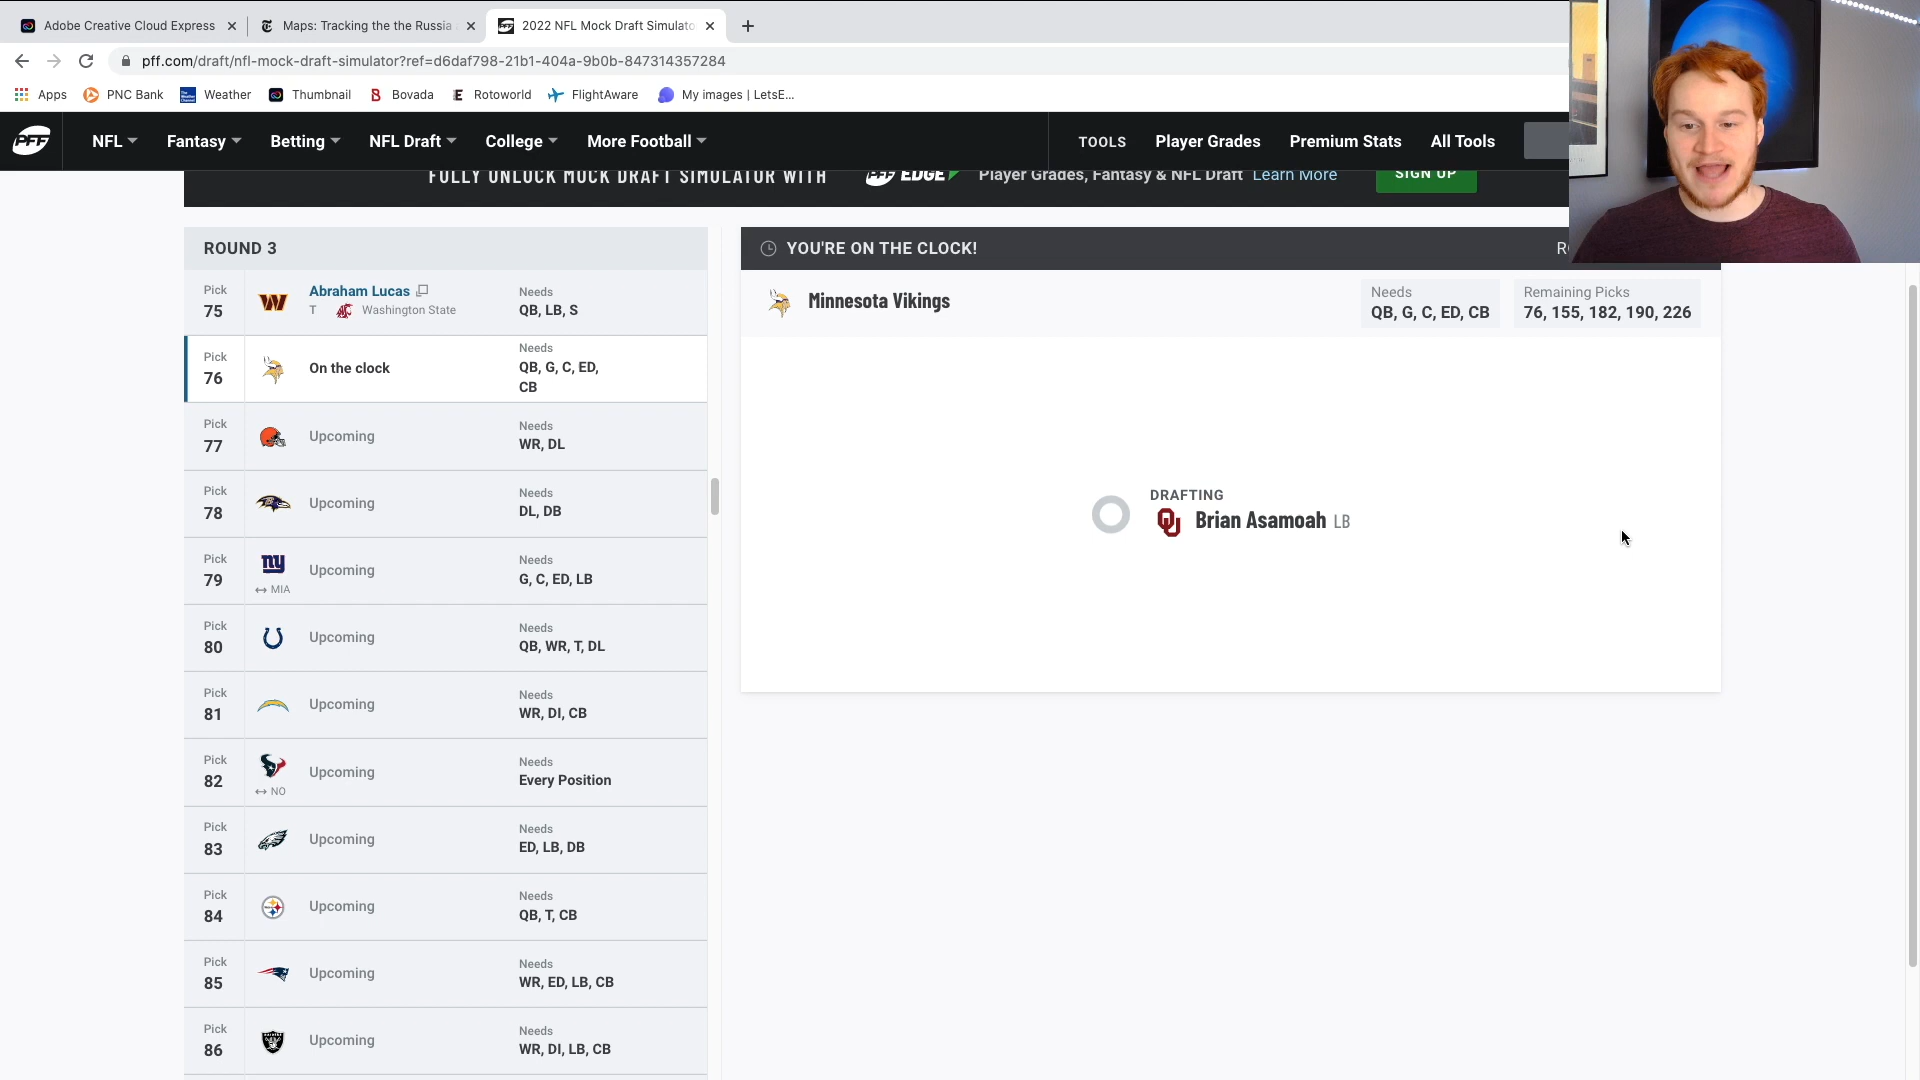 Adobe Creative Cloud Express
Maps: Tracking the the Russia
2022 NFL Mock Draft Simulato
pff.com/draft/nfl-mock-draft-simulator?ref=d6daf798-21b1-404a-9b0b-847314357284
Apps PNC Bank Weather Thumbnail Bovada Rotoworld FlightAware My images | LetsE...
PFF NFL Fantasy Betting NFL Draft College More Football TOOLS Player Grades Premium Stats All Tools
FULLY UNLOCK MOCK DRAFT SIMULATOR WITH PFF EDGE Player Grades, Fantasy & NFL Draft Learn More SIGN UP
ROUND 3
Pick 75
Abraham Lucas
T Washington State
Needs
QB, LB, S
Pick 76
On the clock
Needs
QB, G, C, ED,
CB
Pick 77
Upcoming
Needs
WR, DL
Pick 78
Upcoming
Needs
DL, DB
Pick 79
ny
MIA
Upcoming
Needs
G, C, ED, LB
Pick 80
Upcoming
Needs
QB, WR, T, DL
Pick 81
Upcoming
Needs
WR, DI, CB
Pick 82
NO
Upcoming
Needs
Every Position
Pick 83
Upcoming
Needs
ED, LB, DB
Pick 84
Upcoming
Needs
QB, T, CB
Pick 85
Upcoming
Needs
WR, ED, LB, CB
Pick 86
Upcoming
Needs
WR, DI, LB, CB
YOU'RE ON THE CLOCK!
Minnesota Vikings
Needs
QB, G, C, ED, CB
Remaining Picks
76, 155, 182, 190, 226
DRAFTING
OU Brian Asamoah LB